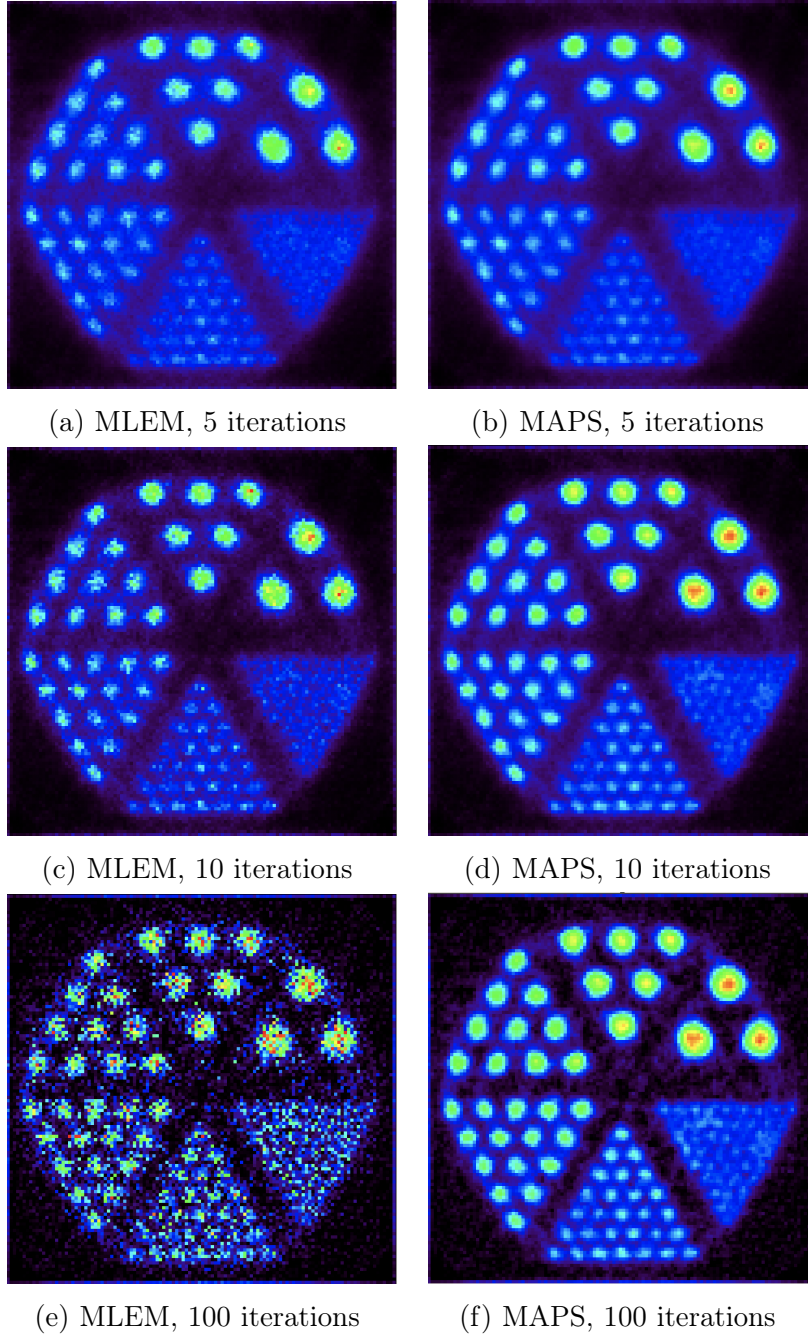 (a) MLEM, 5 iterations
(b) MAPS, 5 iterations
(c) MLEM, 10 iterations
(d) MAPS, 10 iterations
(e) MLEM, 100 iterations
(f) MAPS, 100 iterations